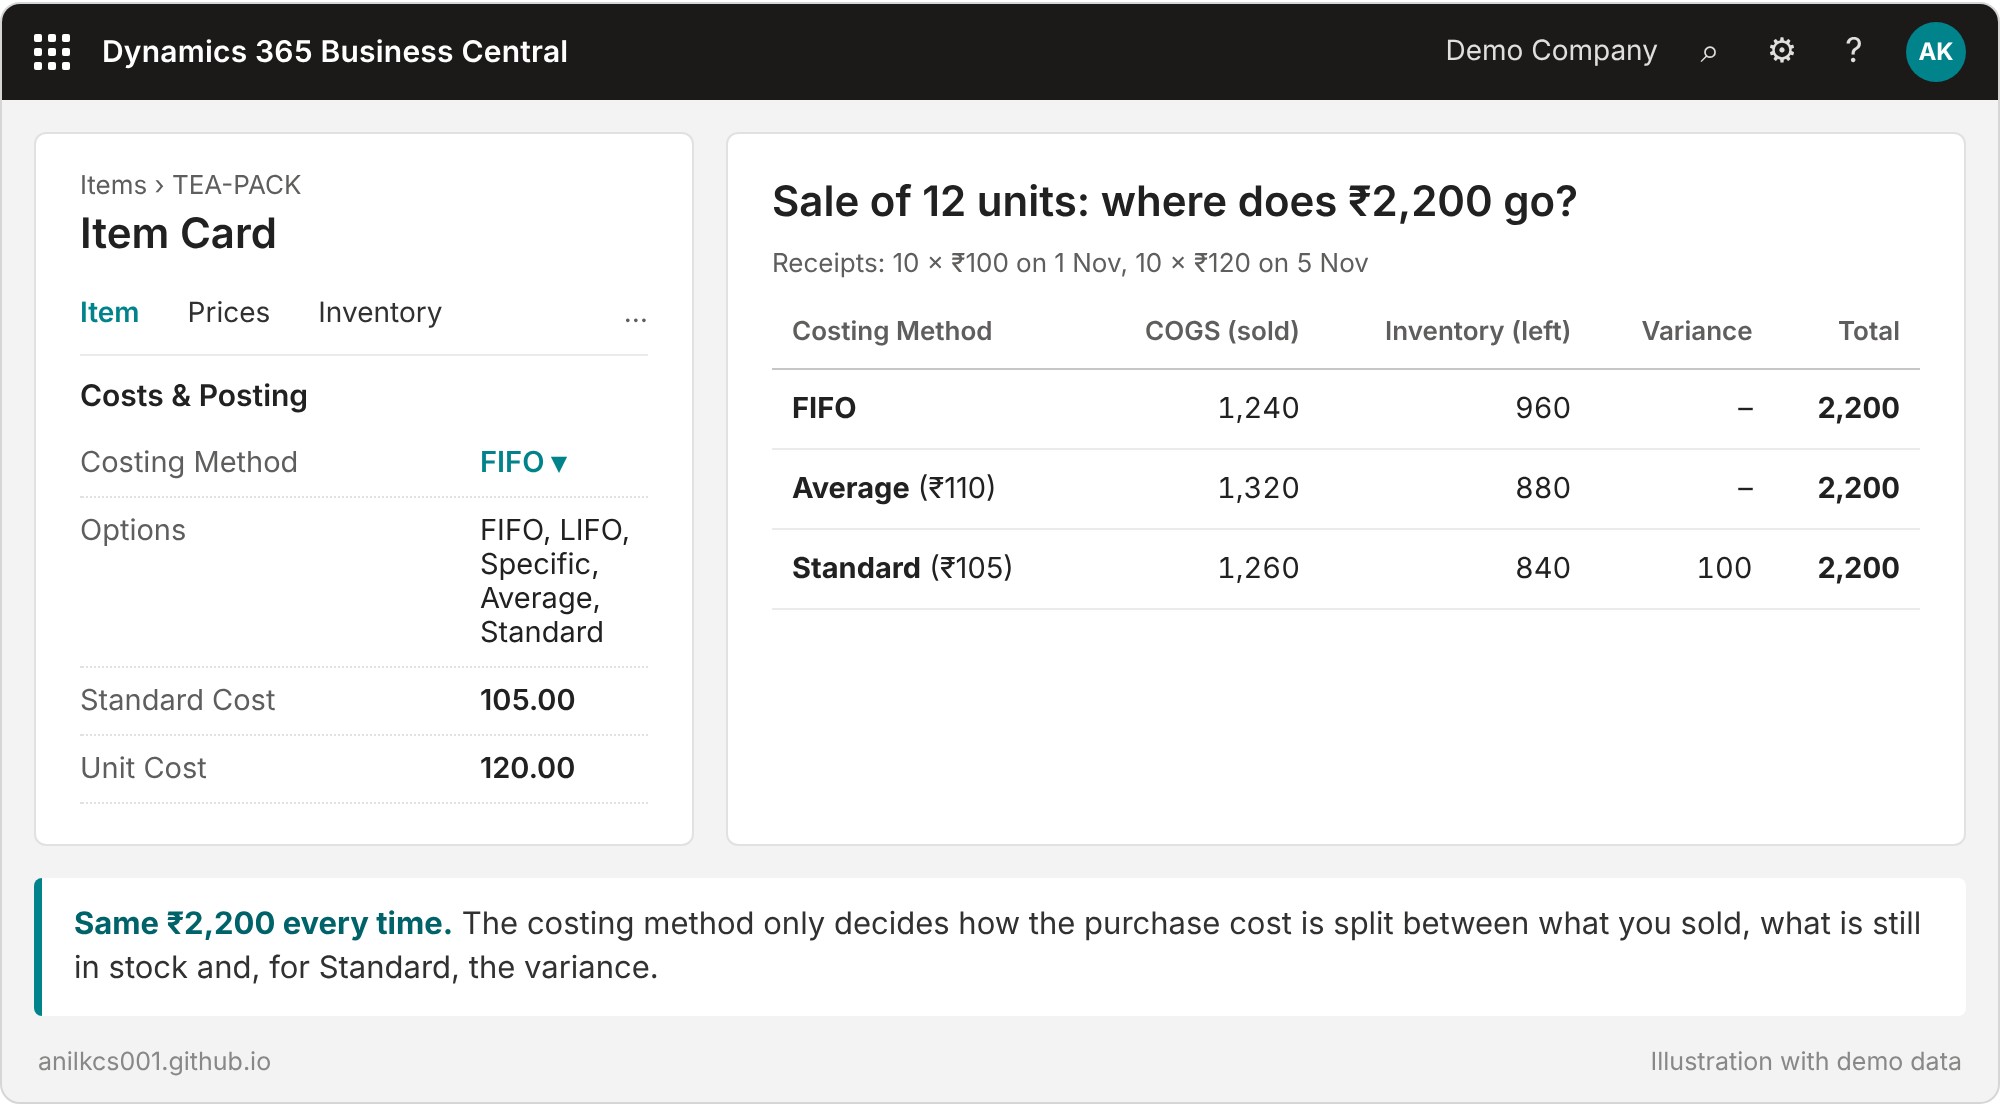 Dynamics 365 Business Central
Demo Company
?
AK
Items › TEA-PACK
Item Card
Item Prices Inventory ...
Costs & Posting
Costing Method FIFO ▾
Options FIFO, LIFO,
Specific,
Average,
Standard
Standard Cost 105.00
Unit Cost 120.00
Sale of 12 units: where does ₹2,200 go?
Receipts: 10 × ₹100 on 1 Nov, 10 × ₹120 on 5 Nov
Costing Method COGS (sold) Inventory (left) Variance Total
FIFO 1,240 960 – 2,200
Average (₹110) 1,320 880 – 2,200
Standard (₹105) 1,260 840 100 2,200
Same ₹2,200 every time. The costing method only decides how the purchase cost is split between what you sold, what is still
in stock and, for Standard, the variance.
anilkcs001.github.io
Illustration with demo data